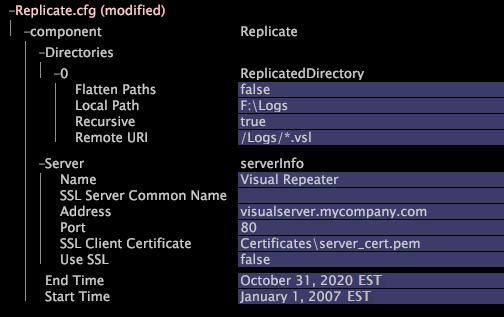 Replicate.cfg (modified)
component Replicate
Directories
0 ReplicatedDirectory
Flatten Paths false
Local Path F:\Logs
Recursive true
Remote URI /Logs/*.vsl
Server serverInfo
Name Visual Repeater
SSL Server Common Name
Address visualserver.mycompany.com
Port 80
SSL Client Certificate Certificates\server_cert.pem
Use SSL false
End Time October 31, 2020 EST
Start Time January 1, 2007 EST